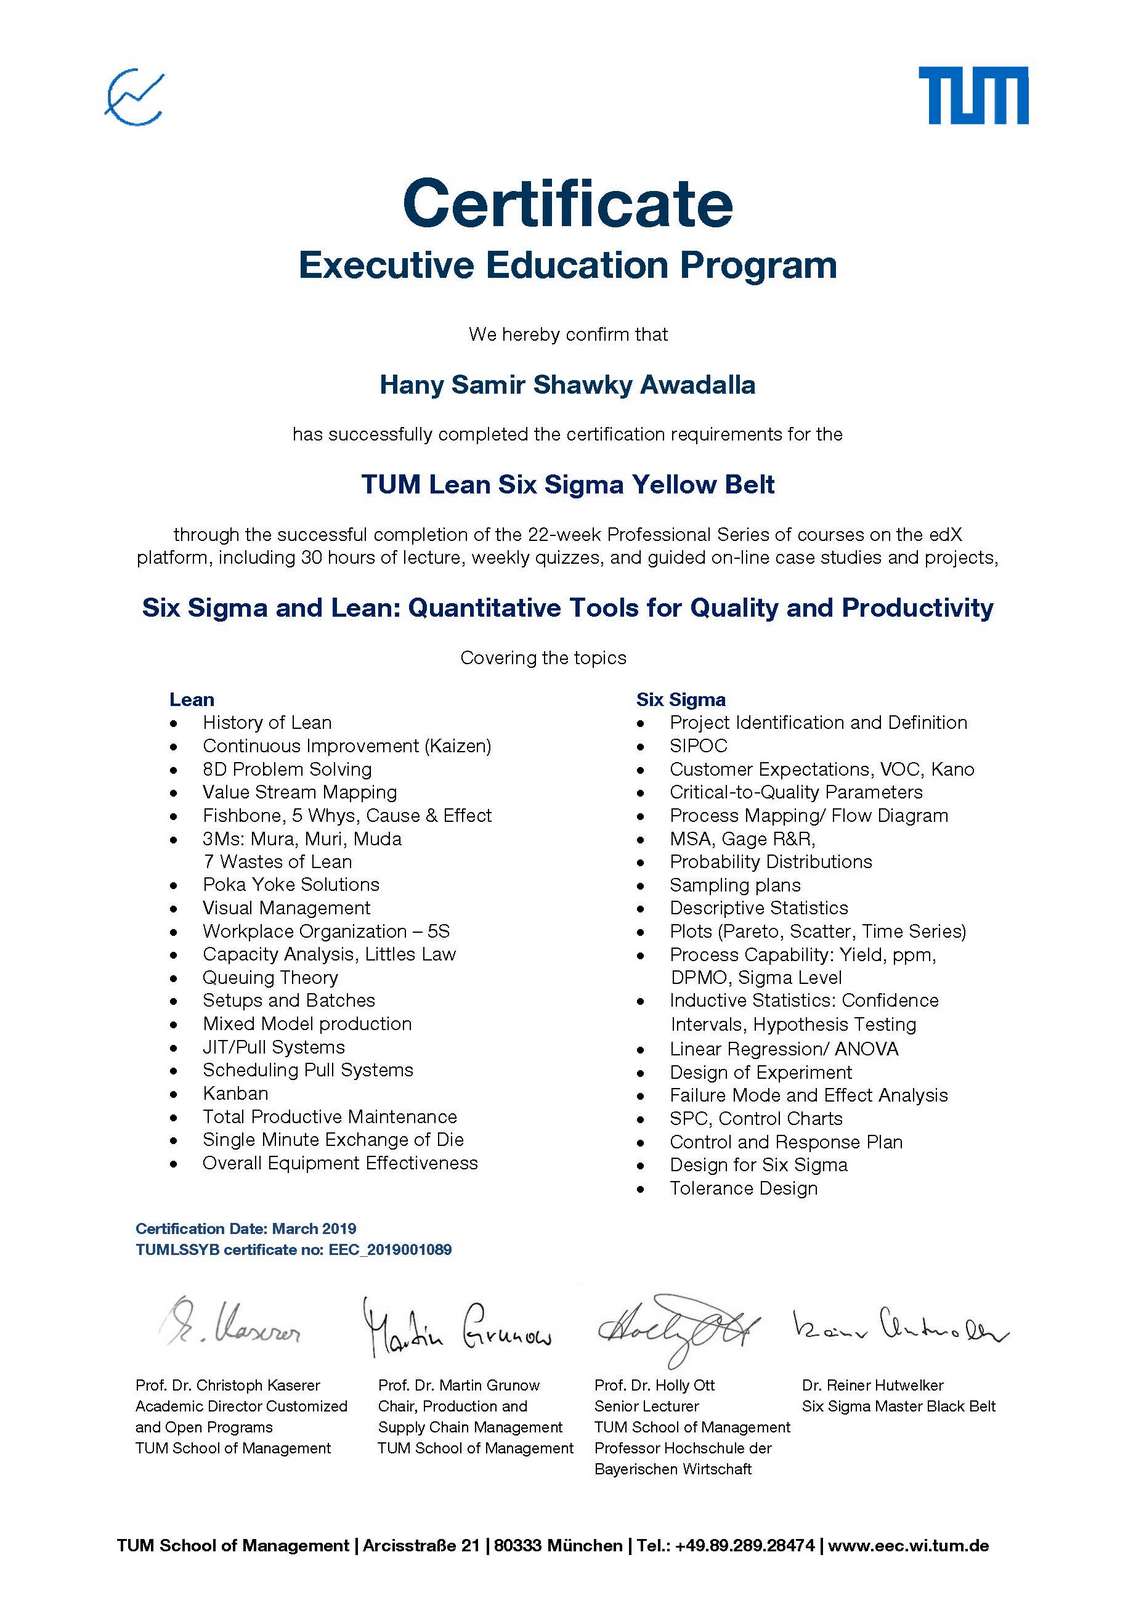 TUM
Certificate
Executive Education Program
We hereby confirm that
Hany Samir Shawky Awadalla
has successfully completed the certification requirements for the
TUM Lean Six Sigma Yellow Belt
through the successful completion of the 22-week Professional Series of courses on the edX
platform, including 30 hours of lecture, weekly quizzes, and guided on-line case studies and projects,
Six Sigma and Lean: Quantitative Tools for Quality and Productivity
Covering the topics
Lean
• History of Lean
• Continuous Improvement (Kaizen)
• 8D Problem Solving
• Value Stream Mapping
• Fishbone, 5 Whys, Cause & Effect
• 3Ms: Mura, Muri, Muda
7 Wastes of Lean
• Poka Yoke Solutions
• Visual Management
• Workplace Organization – 5S
• Capacity Analysis, Littles Law
• Queuing Theory
• Setups and Batches
• Mixed Model production
• JIT/Pull Systems
• Scheduling Pull Systems
• Kanban
• Total Productive Maintenance
• Single Minute Exchange of Die
• Overall Equipment Effectiveness
Six Sigma
• Project Identification and Definition
• SIPOC
• Customer Expectations, VOC, Kano
• Critical-to-Quality Parameters
• Process Mapping/ Flow Diagram
• MSA, Gage R&R,
• Probability Distributions
• Sampling plans
• Descriptive Statistics
• Plots (Pareto, Scatter, Time Series)
• Process Capability: Yield, ppm,
DPMO, Sigma Level
• Inductive Statistics: Confidence
Intervals, Hypothesis Testing
• Linear Regression/ ANOVA
• Design of Experiment
• Failure Mode and Effect Analysis
• SPC, Control Charts
• Control and Response Plan
• Design for Six Sigma
• Tolerance Design
Certification Date: March 2019
TUMLSSYB certificate no: EEC_2019001089
Kaserer
Martin Grunow
Holly Ott
Prof. Dr. Christoph Kaserer
Academic Director Customized
and Open Programs
TUM School of Management
Prof. Dr. Martin Grunow
Chair, Production and
Supply Chain Management
TUM School of Management
Prof. Dr. Holly Ott
Senior Lecturer
TUM School of Management
Professor Hochschule der
Bayerischen Wirtschaft
Dr. Reiner Hutwelker
Six Sigma Master Black Belt
TUM School of Management | Arcisstraße 21 | 80333 München | Tel.: +49.89.289.28474 | www.eec.wi.tum.de